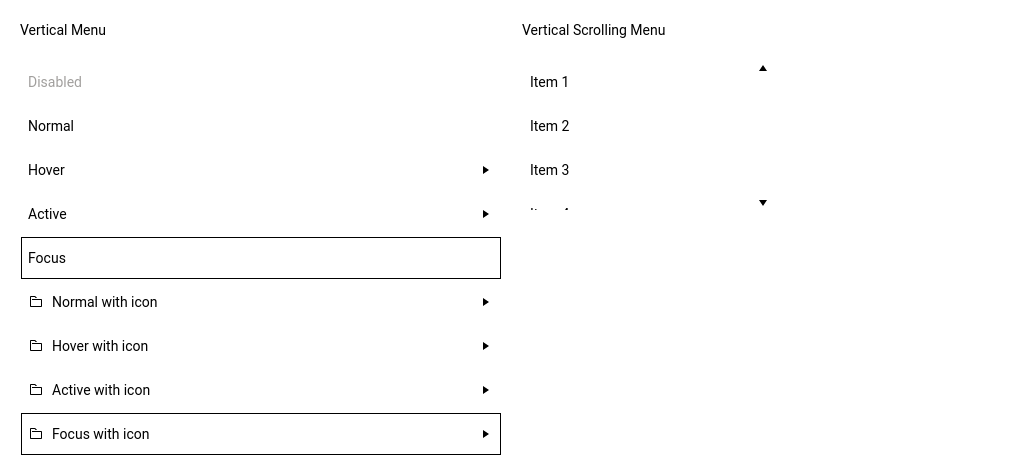 Vertical Menu
Disabled
Normal
Hover
Active
Focus
Normal with icon
Hover with icon
Active with icon
Focus with icon
Vertical Scrolling Menu
Item 1
Item 2
Item 3